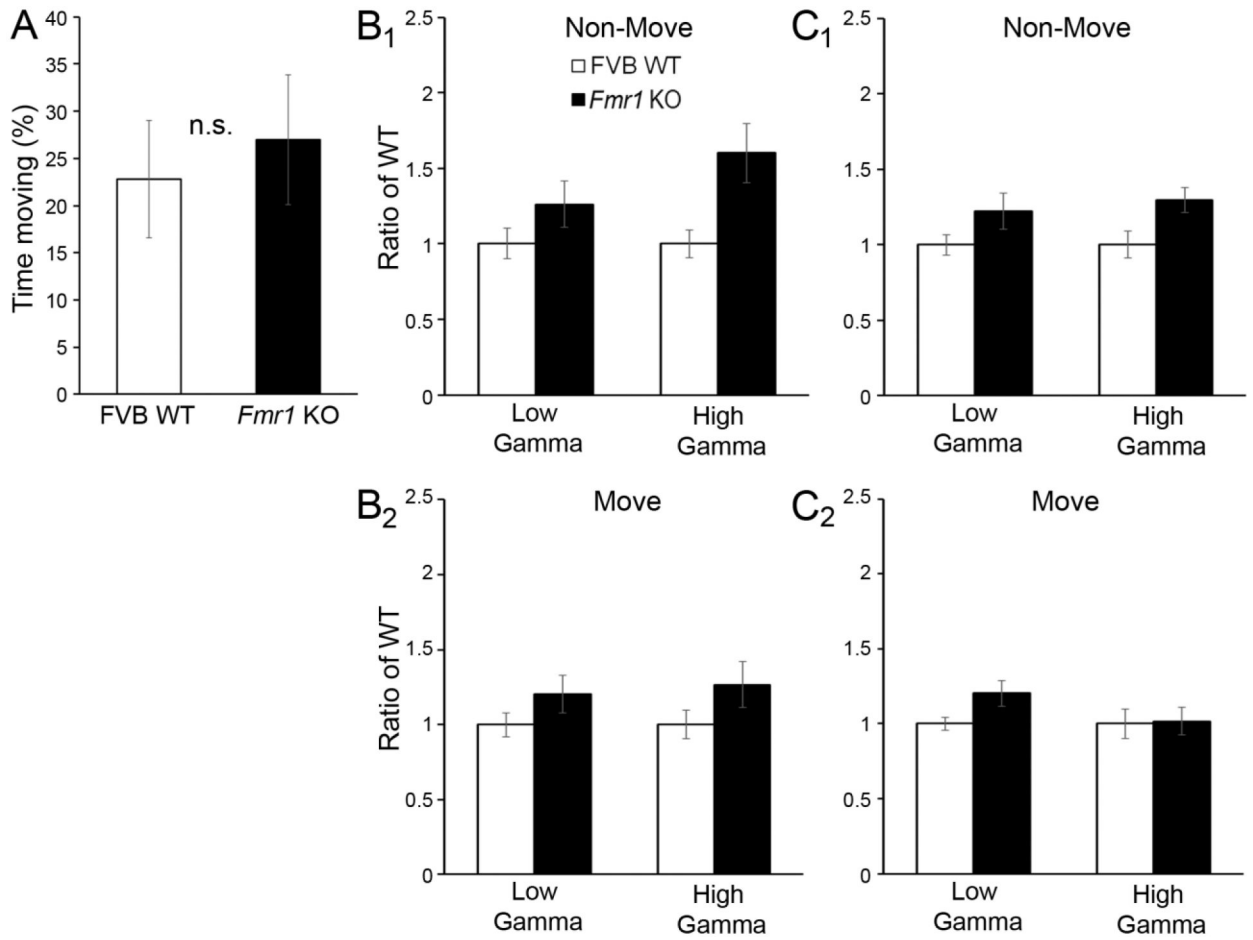 A
Time moving (%)
40
35
30
25
20
15
10
5
0
n.s.
FVB WT
Fmr1 KO
B1
Non-Move
FVB WT
Fmr1 KO
Ratio of WT
2.5
2
1.5
1
0.5
0
Low
Gamma
High
Gamma
C1
Non-Move
2.5
2
1.5
1
0.5
0
Low
Gamma
High
Gamma
B2
Move
Ratio of WT
2.5
2
1.5
1
0.5
0
Low
Gamma
High
Gamma
C2
Move
2.5
2
1.5
1
0.5
0
Low
Gamma
High
Gamma